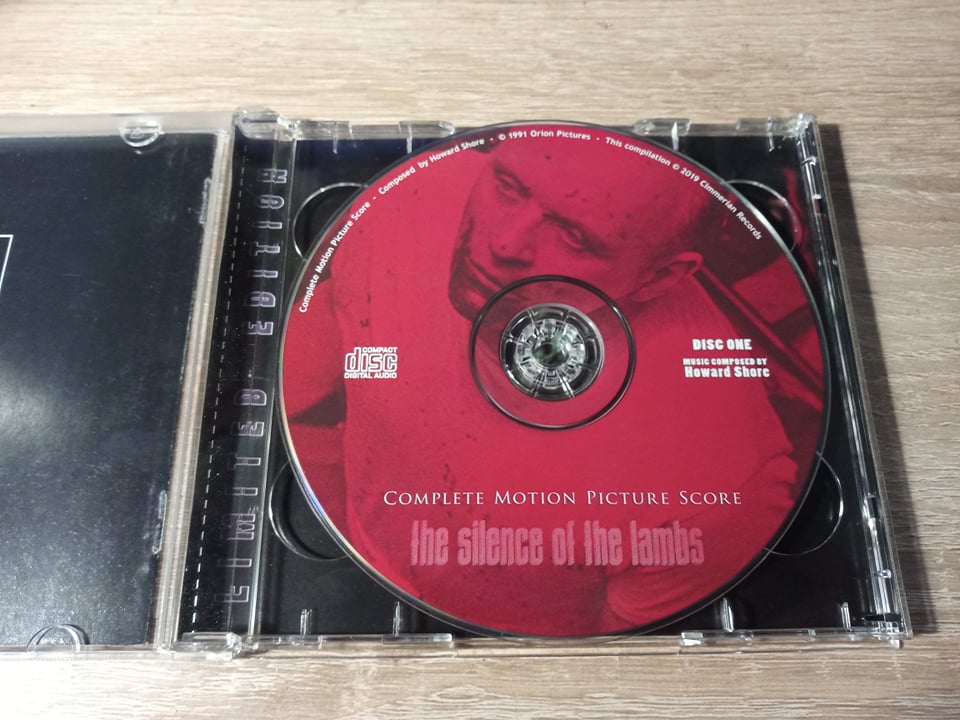 LIMITED EDITION
Complete Motion Picture Score - Composed by Howard Shore - © 1991 Orion Pictures - This compilation © 2019 Cimmerian Records
COMPACT
disc
DIGITAL AUDIO
DISC ONE
MUSIC COMPOSED BY
Howard Shore
COMPLETE MOTION PICTURE SCORE
the silence of the lambs